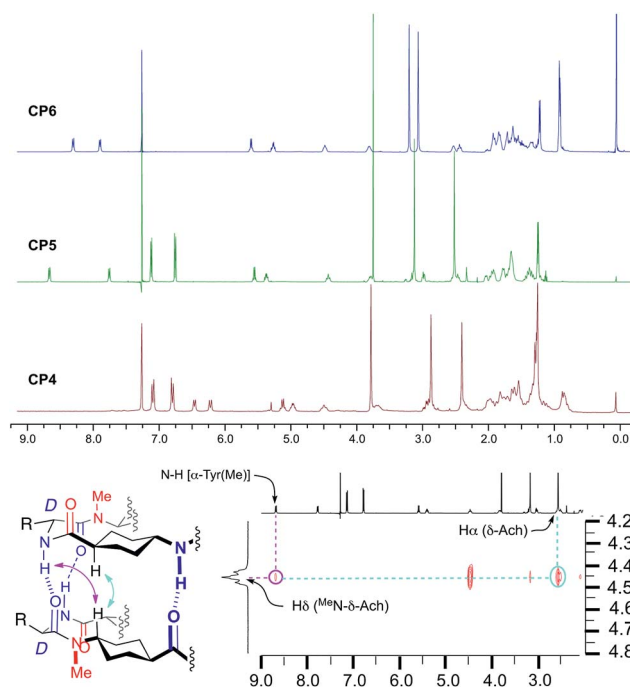 CP6
CP5
CP4
9.0 8.0 7.0 6.0 5.0 4.0 3.0 2.0 1.0 0.0
N-H [α-Tyr(Me)]
Hα (δ-Ach)
Hδ (MeN-δ-Ach)
4.2
4.3
4.4
4.5
4.6
4.7
4.8
9.0 8.0 7.0 6.0 5.0 4.0 3.0
O Me
D N
R
N O N
H H H
H
H
N H O
O
D N O
Me